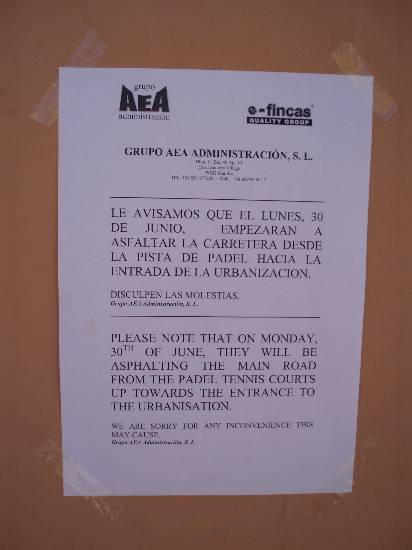 grupo
AEA
administración
e-fincas
QUALITY GROUP
GRUPO AEA ADMINISTRACIÓN, S. L.
LE AVISAMOS QUE EL LUNES, 30
DE JUNIO, EMPEZARAN A
ASFALTAR LA CARRETERA DESDE
LA PISTA DE PADEL HACIA LA
ENTRADA DE LA URBANIZACION.
DISCULPEN LAS MOLESTIAS.
Grupo AEA Administración, S. L.
PLEASE NOTE THAT ON MONDAY,
30TH OF JUNE, THEY WILL BE
ASPHALTING THE MAIN ROAD
FROM THE PADEL TENNIS COURTS
UP TOWARDS THE ENTRANCE TO
THE URBANISATION.
WE ARE SORRY FOR ANY INCONVENIENCE THIS
MAY CAUSE.
Grupo AEA Administración, S. L